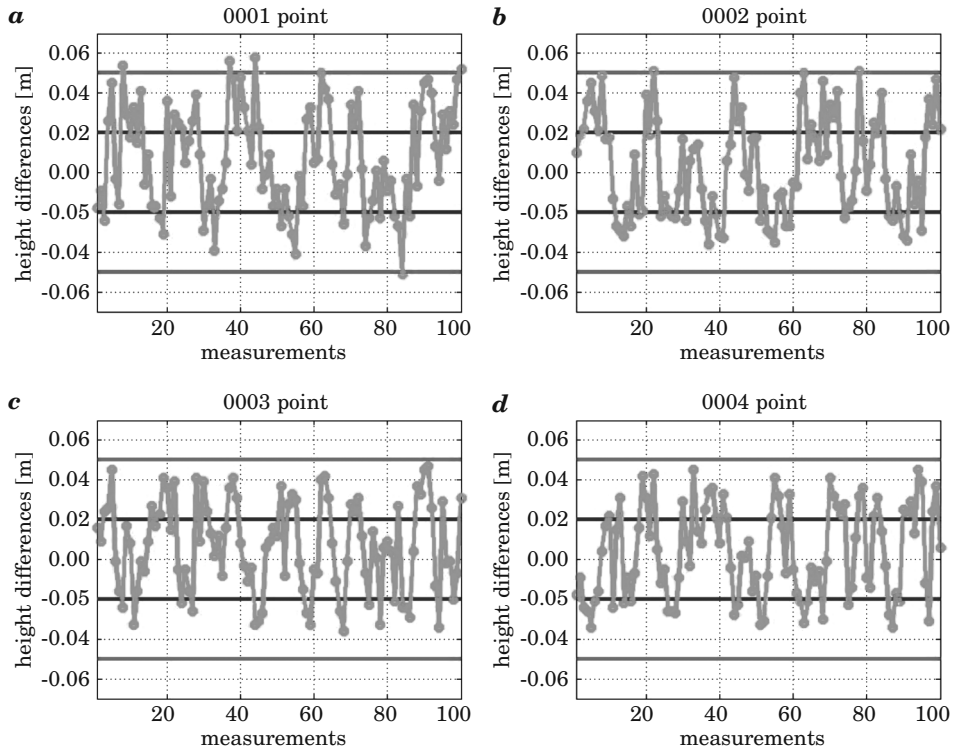 a 0001 point
height differences [m]
0.06
0.04
0.02
0.00
-0.05
-0.04
-0.06
20 40 60 80 100
measurements
b 0002 point
height differences [m]
0.06
0.04
0.02
0.00
-0.05
-0.04
-0.06
20 40 60 80 100
measurements
c 0003 point
height differences [m]
0.06
0.04
0.02
0.00
-0.05
-0.04
-0.06
20 40 60 80 100
measurements
d 0004 point
height differences [m]
0.06
0.04
0.02
0.00
-0.05
-0.04
-0.06
20 40 60 80 100
measurements